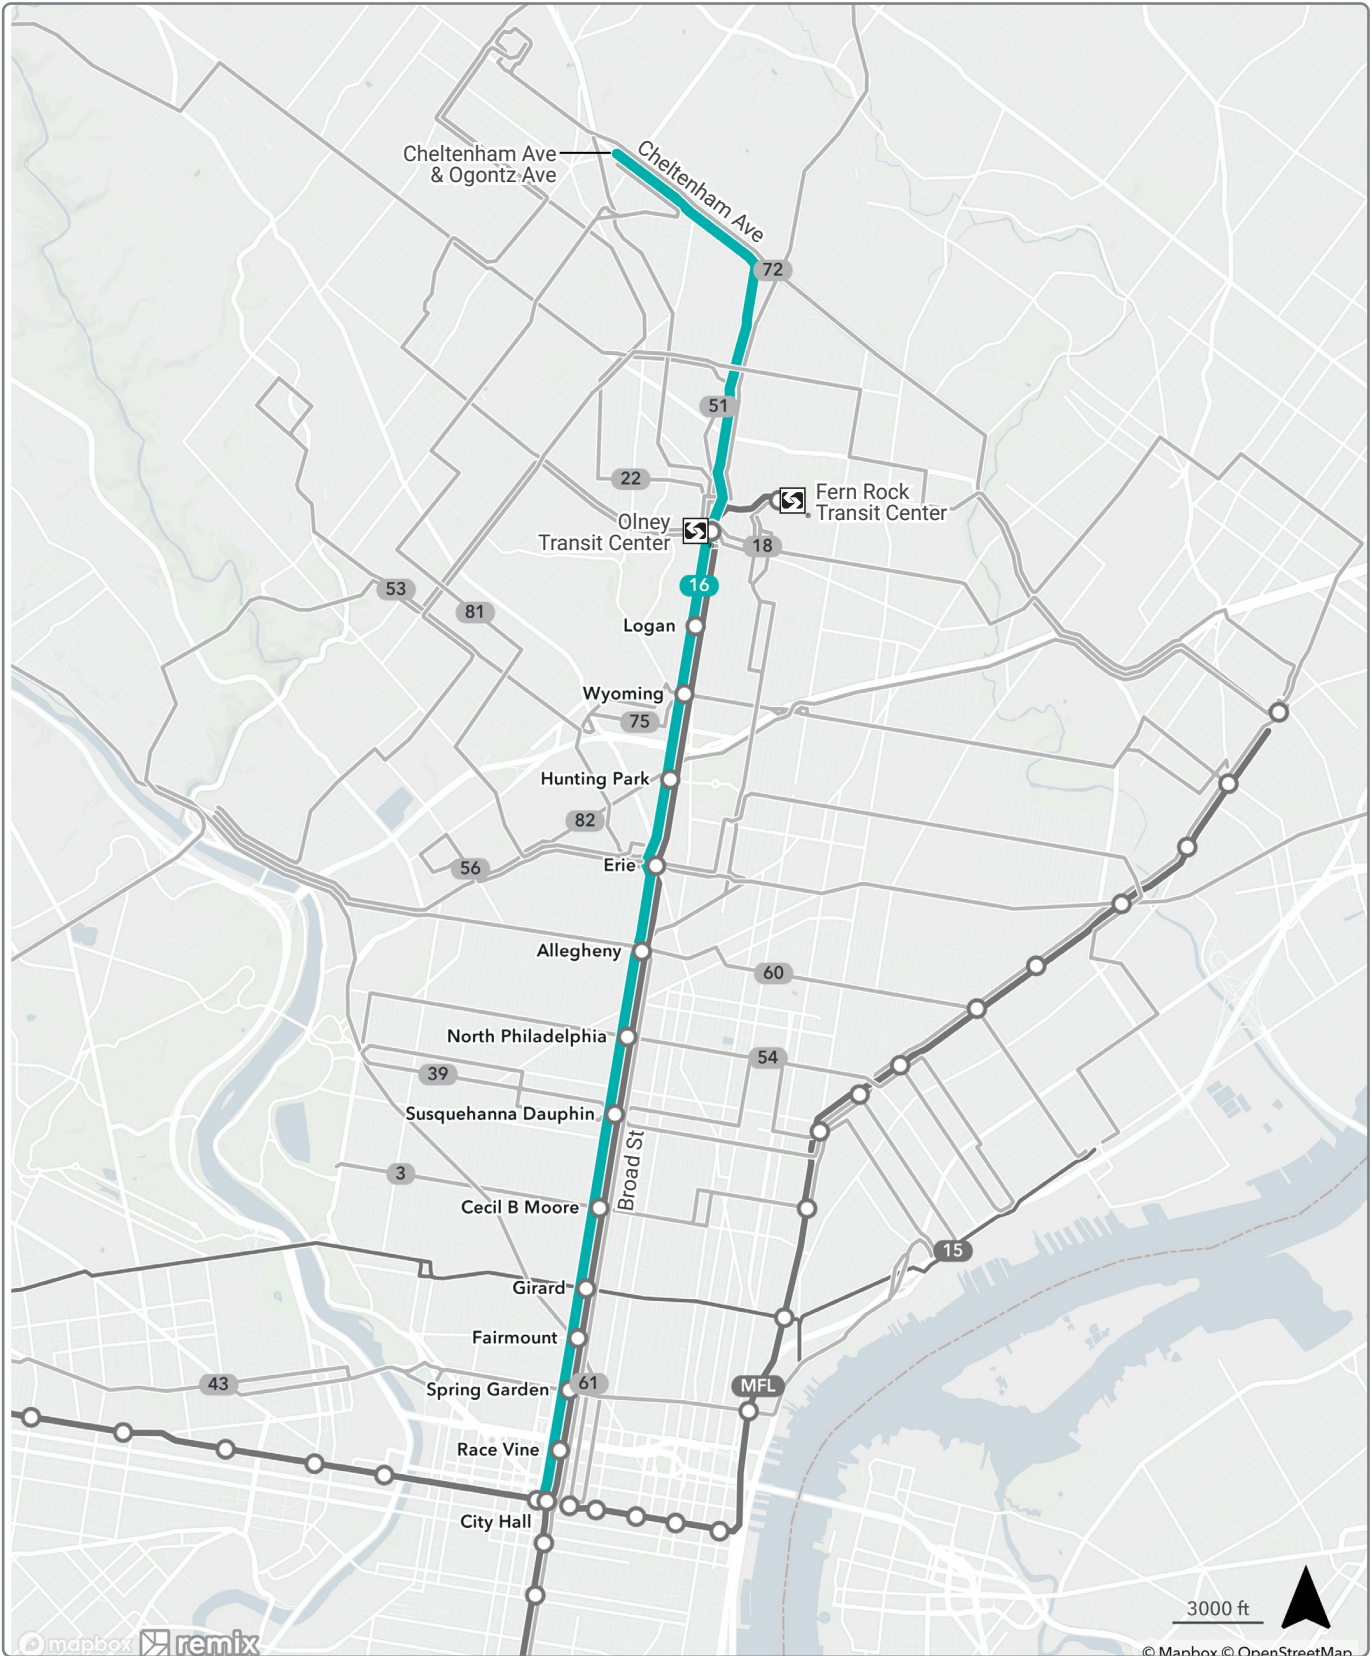 Cheltenham Ave
& Ogontz Ave
Cheltenham Ave
72
51
22
Fern Rock
Transit Center
Olney
Transit Center
18
16
53
81
Logan
Wyoming
75
Hunting Park
82
Erie
56
Allegheny
60
North Philadelphia
54
39
Susquehanna Dauphin
Broad St
3
Cecil B Moore
15
Girard
Fairmount
43
Spring Garden
61
MFL
Race Vine
City Hall
3000 ft
mapbox
remix
© Mapbox © OpenStreetMap